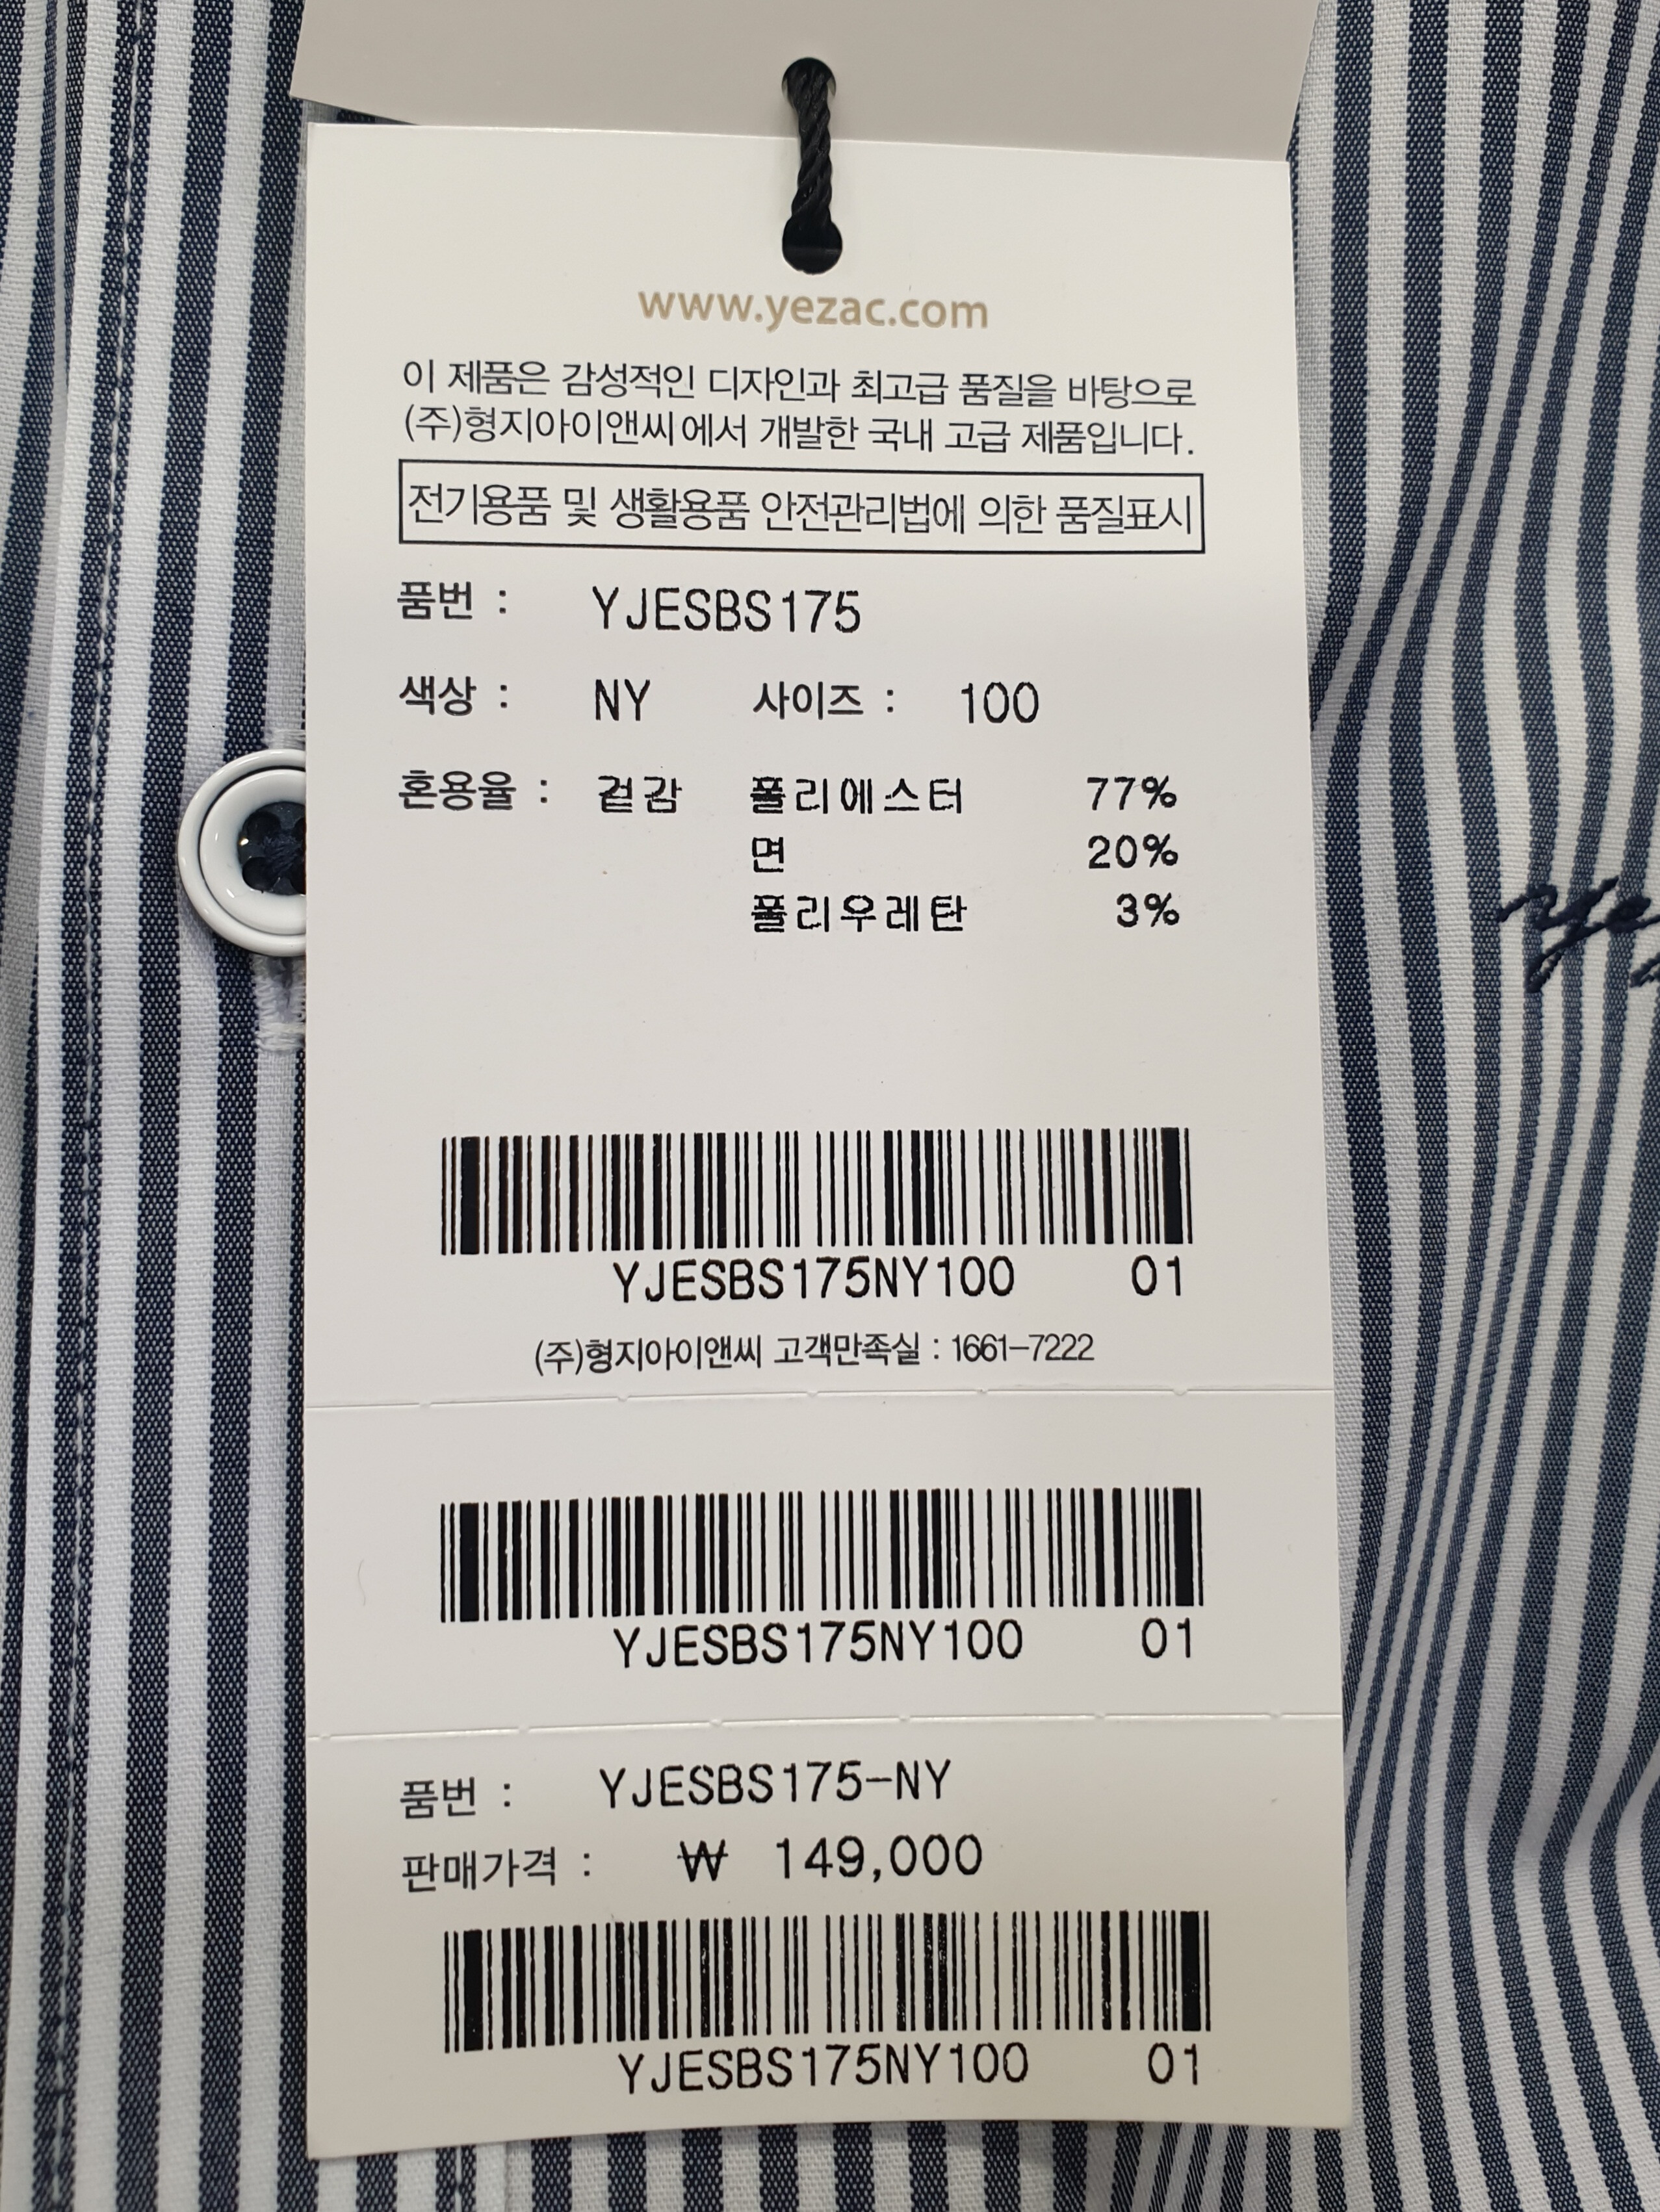 www.yezac.com
이 제품은 감성적인 디자인과 최고급 품질을 바탕으로
(주)형지아이앤씨에서 개발한 국내 고급 제품입니다.
전기용품 및 생활용품 안전관리법에 의한 품질표시
품번 : YJESBS175
색상 : NY 사이즈 : 100
혼용율 : 겉감 폴리에스터 77%
면 20%
폴리우레탄 3%
YJESBS175NY100 01
(주)형지아이앤씨 고객만족실 : 1661-7222
YJESBS175NY100 01
품번 : YJESBS175-NY
판매가격 : ₩ 149,000
YJESBS175NY100 01